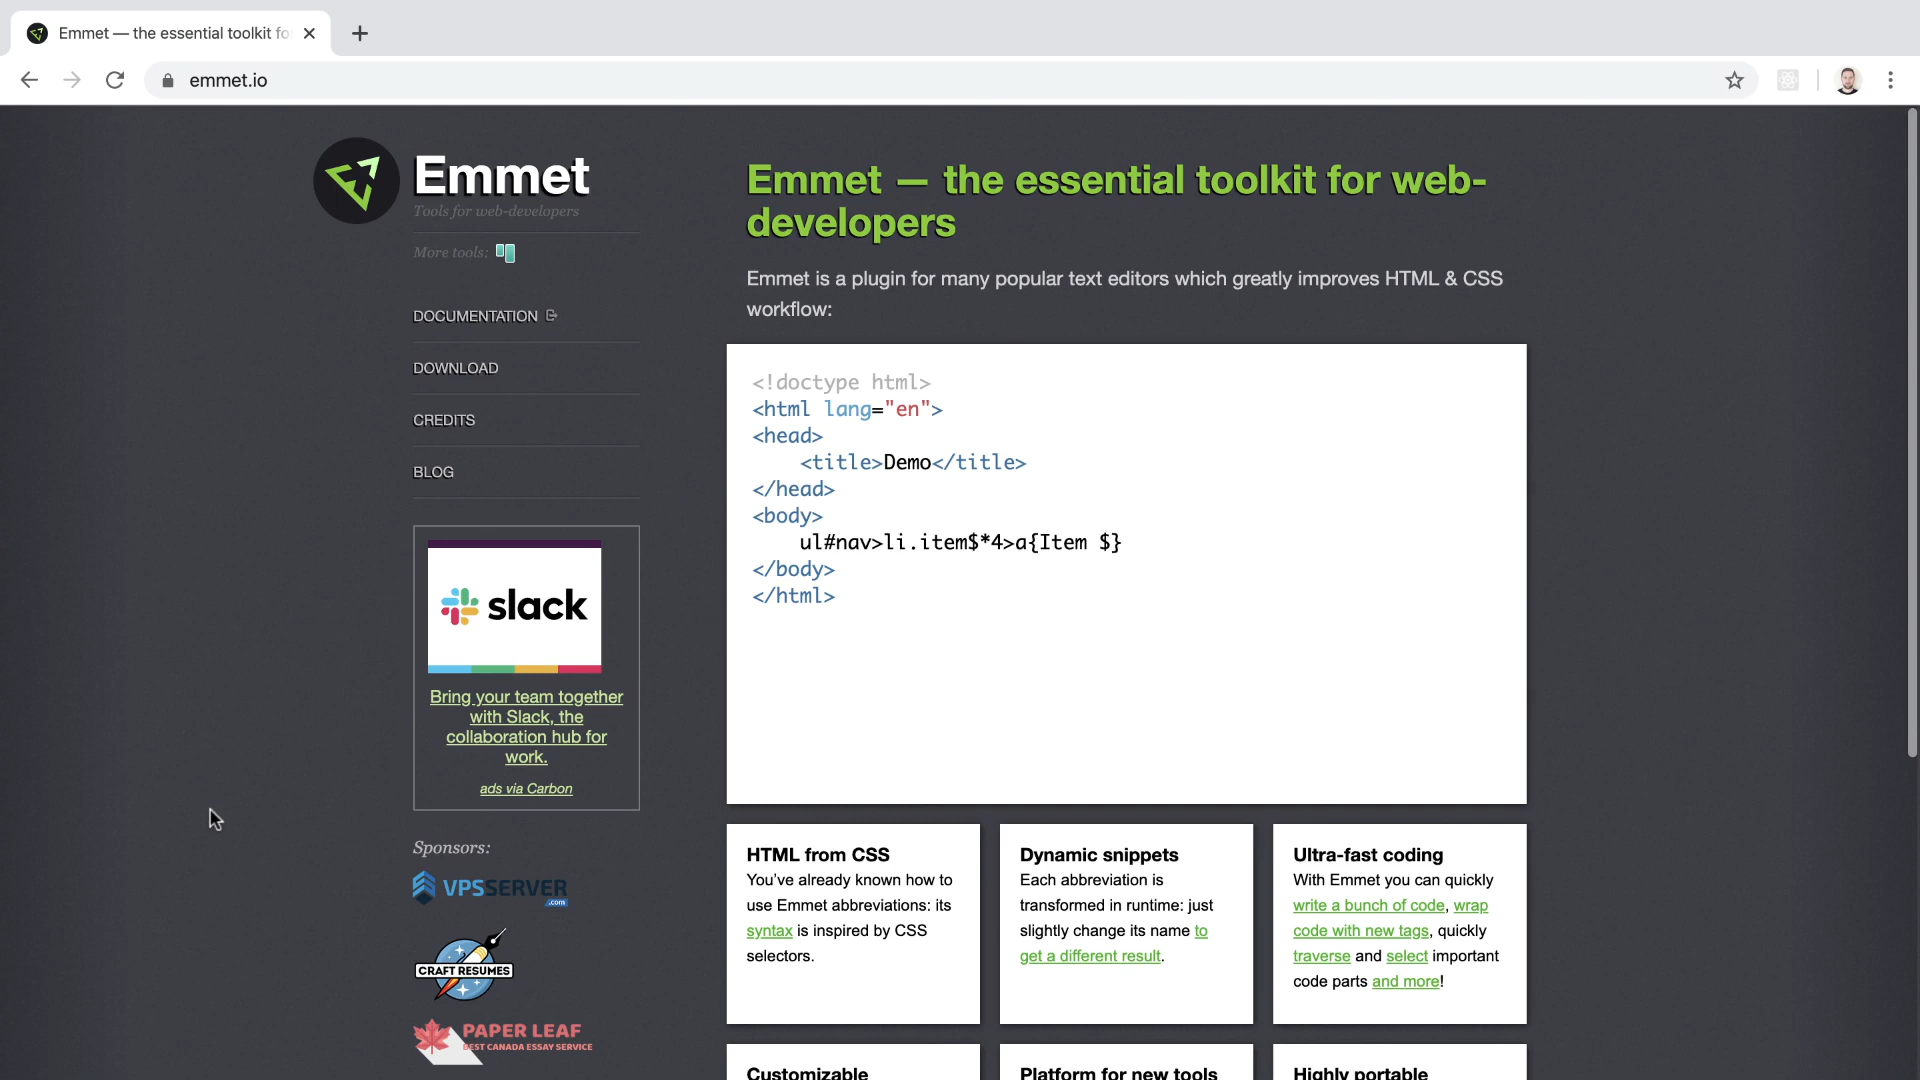 Emmet — the essential toolkit fo
emmet.io
Emmet
Tools for web-developers
More tools:
DOCUMENTATION
DOWNLOAD
CREDITS
BLOG
slack
Bring your team together
with Slack, the
collaboration hub for
work.
ads via Carbon
Sponsors:
VPSSERVER
.com
CRAFT RESUMES
PAPER LEAF
BEST CANADA ESSAY SERVICE
Emmet — the essential toolkit for web-
developers
Emmet is a plugin for many popular text editors which greatly improves HTML & CSS
workflow:
<!doctype html>
<html lang="en">
<head>
    <title>Demo</title>
</head>
<body>
    ul#nav>li.item$*4>a{Item $}
</body>
</html>
HTML from CSS
You’ve already known how to
use Emmet abbreviations: its
syntax is inspired by CSS
selectors.
Dynamic snippets
Each abbreviation is
transformed in runtime: just
slightly change its name to
get a different result.
Ultra-fast coding
With Emmet you can quickly
write a bunch of code, wrap
code with new tags, quickly
traverse and select important
code parts and more!
Customizable
Platform for new tools
Highly portable